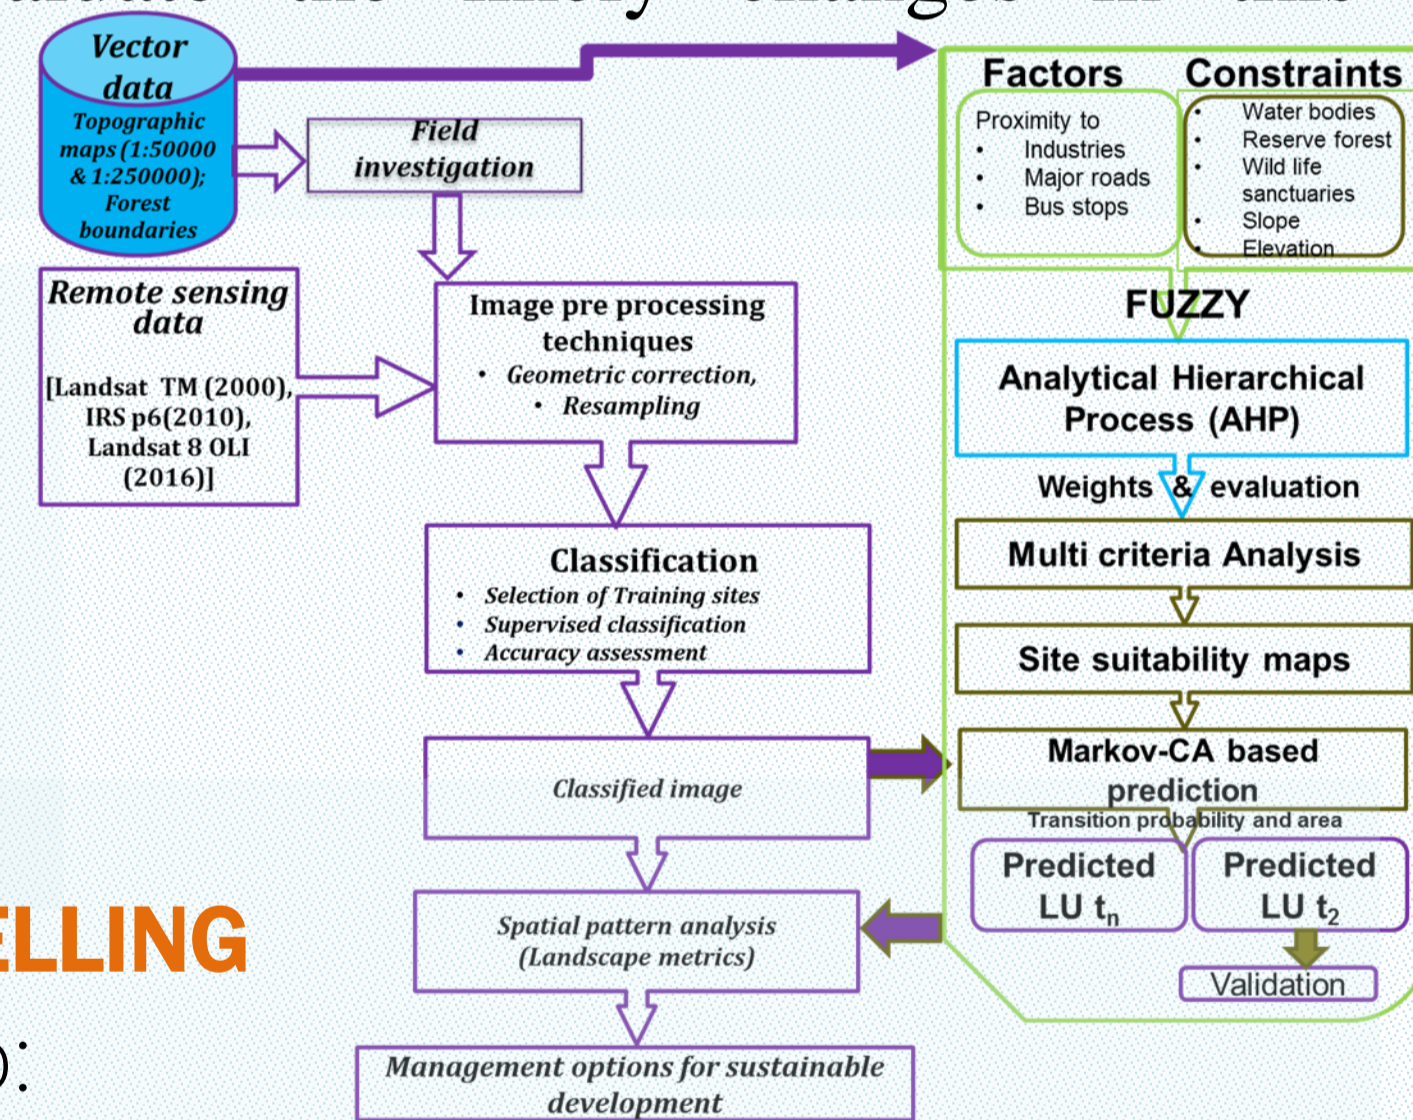 the likely changes in this
Vector
data
Topographic
maps (1:50000
& 1:250000);
Forest
boundaries
Field
investigation
Remote sensing
data
[Landsat TM (2000),
IRS p6(2010),
Landsat 8 OLI
(2016)]
Image pre processing
techniques
• Geometric correction,
• Resampling
Classification
• Selection of Training sites
• Supervised classification
• Accuracy assessment
Classified image
Spatial pattern analysis
(Landscape metrics)
Management options for sustainable
development
Factors
Proximity to
• Industries
• Major roads
• Bus stops
Constraints
• Water bodies
• Reserve forest
• Wild life
sanctuaries
• Slope
• Elevation
FUZZY
Analytical Hierarchical
Process (AHP)
Weights & evaluation
Multi criteria Analysis
Site suitability maps
Markov-CA based
prediction
Transition probability and area
Predicted
LU tn
Predicted
LU t2
Validation
ELLING